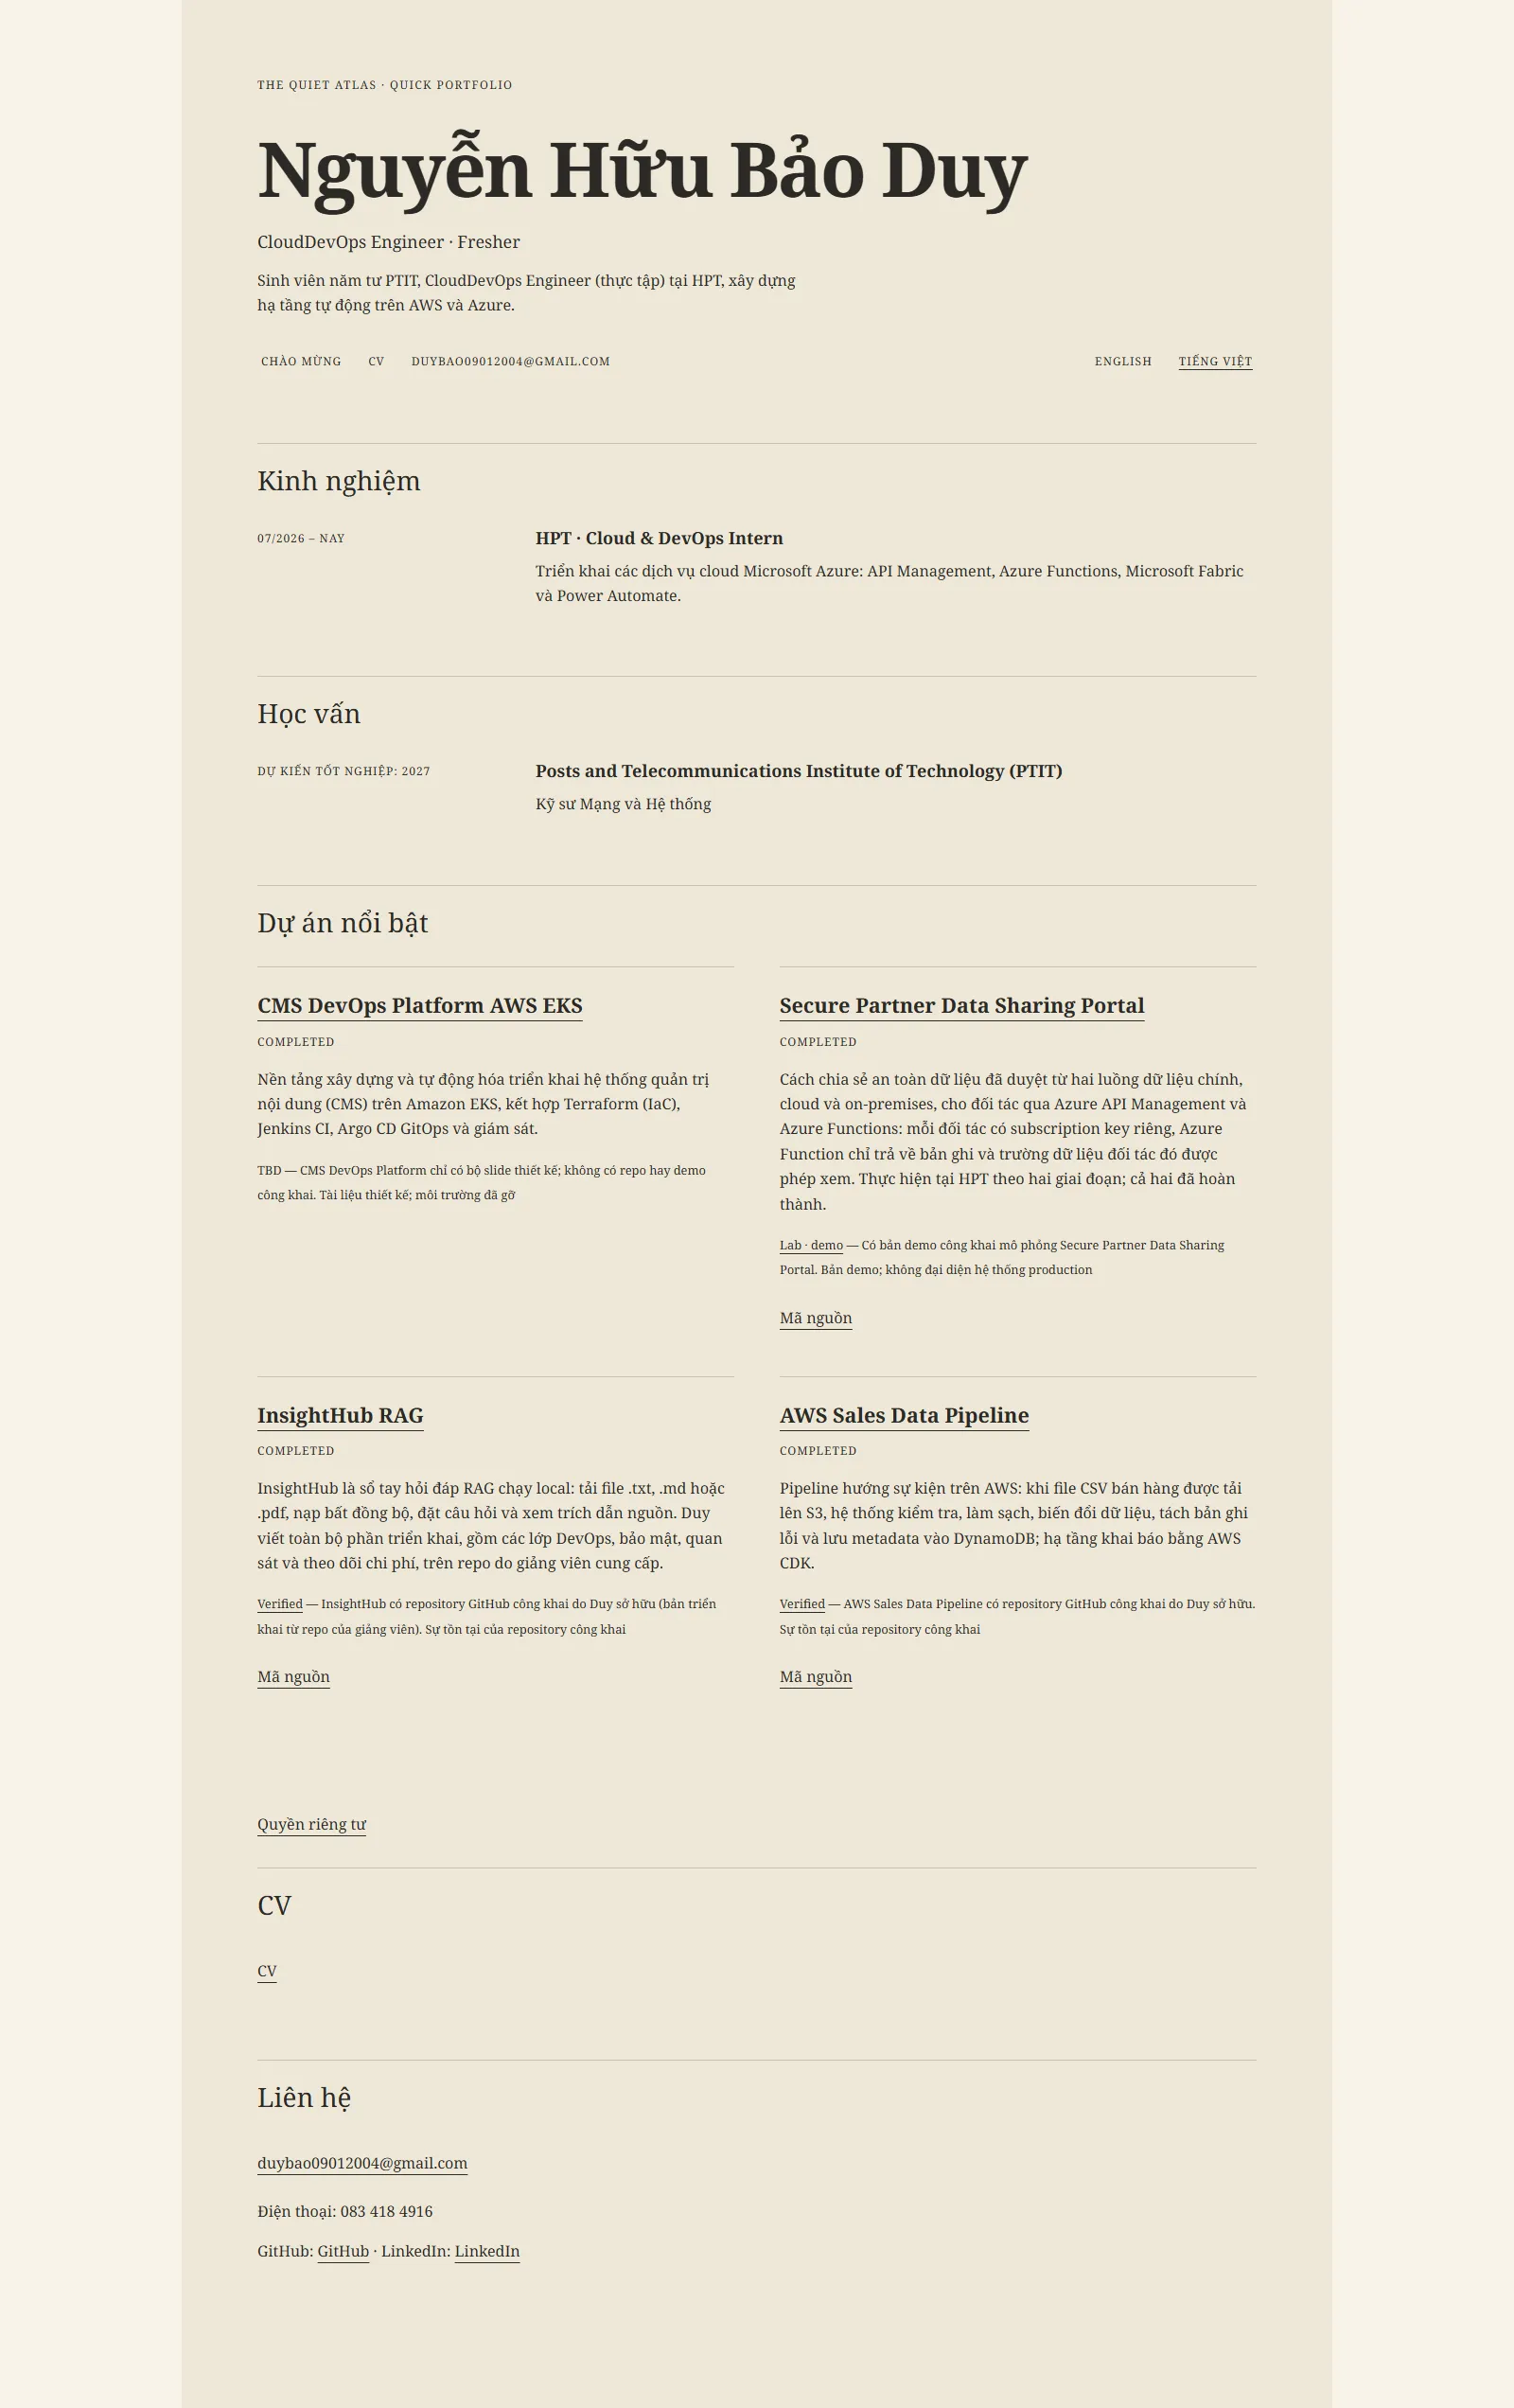 THE QUIET ATLAS · QUICK PORTFOLIO
Nguyễn Hữu Bảo Duy
CloudDevOps Engineer · Fresher
Sinh viên năm tư PTIT, CloudDevOps Engineer (thực tập) tại HPT, xây dựng
hạ tầng tự động trên AWS và Azure.
CHÀO MỪNG CV DUYBAO09012004@GMAIL.COM ENGLISH TIẾNG VIỆT
Kinh nghiệm
07/2026 – NAY
HPT · Cloud & DevOps Intern
Triển khai các dịch vụ cloud Microsoft Azure: API Management, Azure Functions, Microsoft Fabric
và Power Automate.
Học vấn
DỰ KIẾN TỐT NGHIỆP: 2027
Posts and Telecommunications Institute of Technology (PTIT)
Kỹ sư Mạng và Hệ thống
Dự án nổi bật
CMS DevOps Platform AWS EKS
COMPLETED
Nền tảng xây dựng và tự động hóa triển khai hệ thống quản trị
nội dung (CMS) trên Amazon EKS, kết hợp Terraform (IaC),
Jenkins CI, Argo CD GitOps và giám sát.
TBD — CMS DevOps Platform chỉ có bộ slide thiết kế; không có repo hay demo
công khai. Tài liệu thiết kế; môi trường đã gỡ
Secure Partner Data Sharing Portal
COMPLETED
Cách chia sẻ an toàn dữ liệu đã duyệt từ hai luồng dữ liệu chính,
cloud và on-premises, cho đối tác qua Azure API Management và
Azure Functions: mỗi đối tác có subscription key riêng, Azure
Function chỉ trả về bản ghi và trường dữ liệu đối tác đó được
phép xem. Thực hiện tại HPT theo hai giai đoạn; cả hai đã hoàn
thành.
Lab · demo — Có bản demo công khai mô phỏng Secure Partner Data Sharing
Portal. Bản demo; không đại diện hệ thống production
Mã nguồn
InsightHub RAG
COMPLETED
InsightHub là sổ tay hỏi đáp RAG chạy local: tải file .txt, .md hoặc
.pdf, nạp bất đồng bộ, đặt câu hỏi và xem trích dẫn nguồn. Duy
viết toàn bộ phần triển khai, gồm các lớp DevOps, bảo mật, quan
sát và theo dõi chi phí, trên repo do giảng viên cung cấp.
Verified — InsightHub có repository GitHub công khai do Duy sở hữu (bản triển
khai từ repo của giảng viên). Sự tồn tại của repository công khai
Mã nguồn
AWS Sales Data Pipeline
COMPLETED
Pipeline hướng sự kiện trên AWS: khi file CSV bán hàng được tải
lên S3, hệ thống kiểm tra, làm sạch, biến đổi dữ liệu, tách bản ghi
lỗi và lưu metadata vào DynamoDB; hạ tầng khai báo bằng AWS
CDK.
Verified — AWS Sales Data Pipeline có repository GitHub công khai do Duy sở hữu.
Sự tồn tại của repository công khai
Mã nguồn
Quyền riêng tư
CV
CV
Liên hệ
duybao09012004@gmail.com
Điện thoại: 083 418 4916
GitHub: GitHub · LinkedIn: LinkedIn